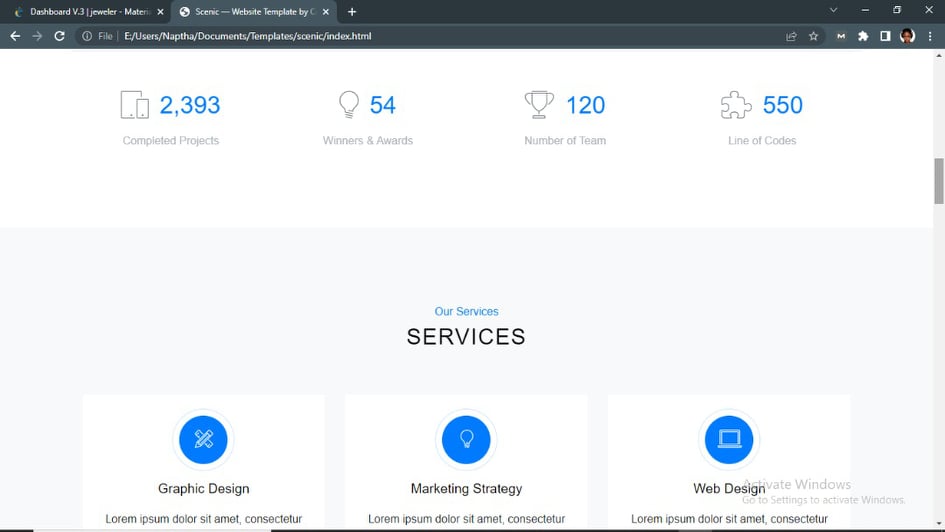 Dashboard V.3 | jeweler - Materia
Scenic — Website Template by C
File
E:/Users/Naptha/Documents/Templates/scenic/index.html
M
2,393
54
120
550
Completed Projects
Winners & Awards
Number of Team
Line of Codes
Our Services
SERVICES
Graphic Design
Marketing Strategy
Web Design
Activate Windows
Go to Settings to activate Windows.
Lorem ipsum dolor sit amet, consectetur
Lorem ipsum dolor sit amet, consectetur
Lorem ipsum dolor sit amet, consectetur